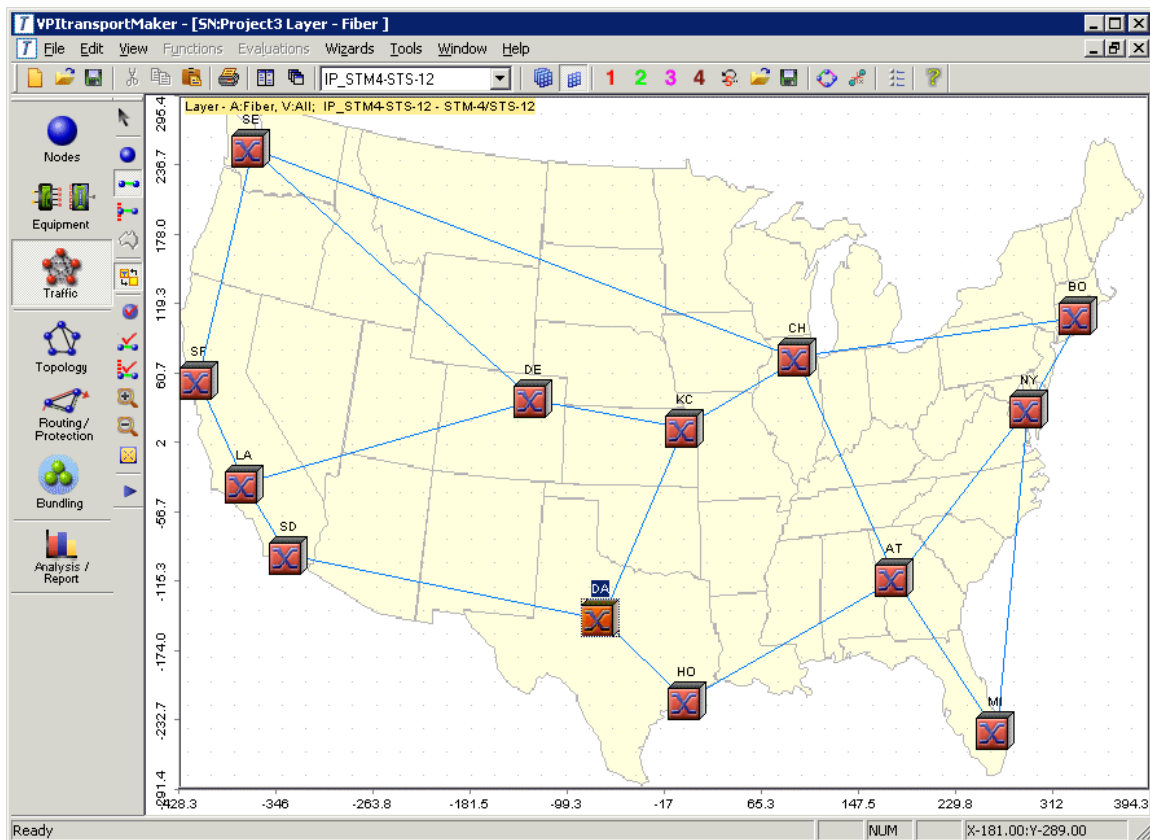 VPItransportMaker - [SN:Project3 Layer - Fiber ]
File Edit View Functions Evaluations Wizards Tools Window Help
IP_STM4-STS-12
1 2 3 4
Layer - A:Fiber, V:All; IP_STM4-STS-12 - STM-4/STS-12
Nodes
Equipment
Traffic
Topology
Routing / Protection
Bundling
Analysis / Report
295.4
236.7
178.0
119.3
60.7
2
-56.7
-115.3
-174.0
-232.7
-291.4
SE
BO
CH
SF
DE
NY
KC
LA
SD
AT
DA
HO
MI
-428.3 -346 -263.8 -181.5 -99.3 -17 65.3 147.5 229.8 312 394.3
Ready
NUM
X-181.00:Y-289.00